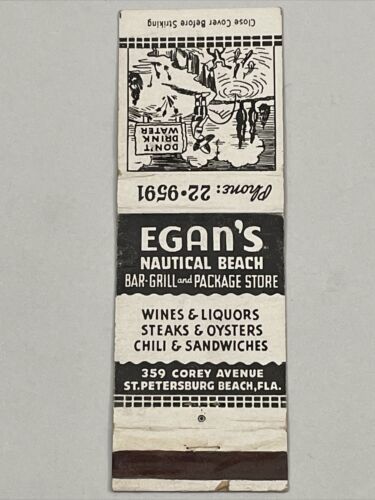 Close Cover Before Striking
DON'T
DRINK
WATER
Phone: 22•9591
EGAN'S
NAUTICAL BEACH
BAR-GRILL and PACKAGE STORE
WINES & LIQUORS
STEAKS & OYSTERS
CHILI & SANDWICHES
359 COREY AVENUE
ST. PETERSBURG BEACH, FLA.